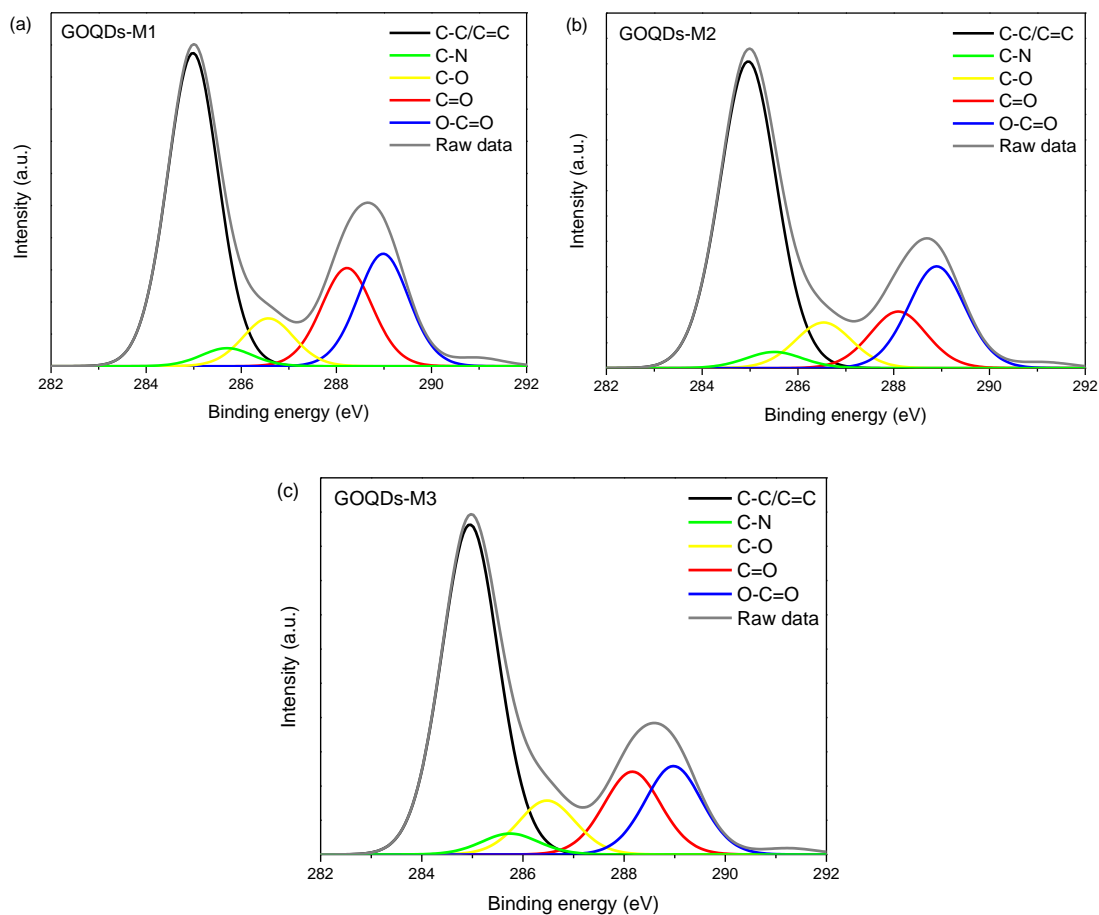 (a)
GOQDs-M1
C-C/C=C
C-N
C-O
C=O
O-C=O
Raw data
Intensity (a.u.)
282 284 286 288 290 292
Binding energy (eV)
(b)
GOQDs-M2
C-C/C=C
C-N
C-O
C=O
O-C=O
Raw data
Intensity (a.u.)
282 284 286 288 290 292
Binding energy (eV)
(c)
GOQDs-M3
C-C/C=C
C-N
C-O
C=O
O-C=O
Raw data
Intensity (a.u.)
282 284 286 288 290 292
Binding energy (eV)